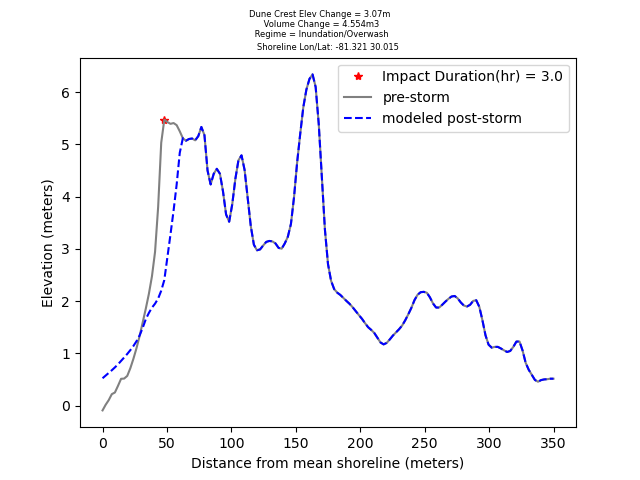 Dune Crest Elev Change = 3.07m
Volume Change = 4.554m3
Regime = Inundation/Overwash
Shoreline Lon/Lat: -81.321 30.015
Impact Duration(hr) = 3.0
pre-storm
modeled post-storm
Elevation (meters)
6
5
4
3
2
1
0
0 50 100 150 200 250 300 350
Distance from mean shoreline (meters)